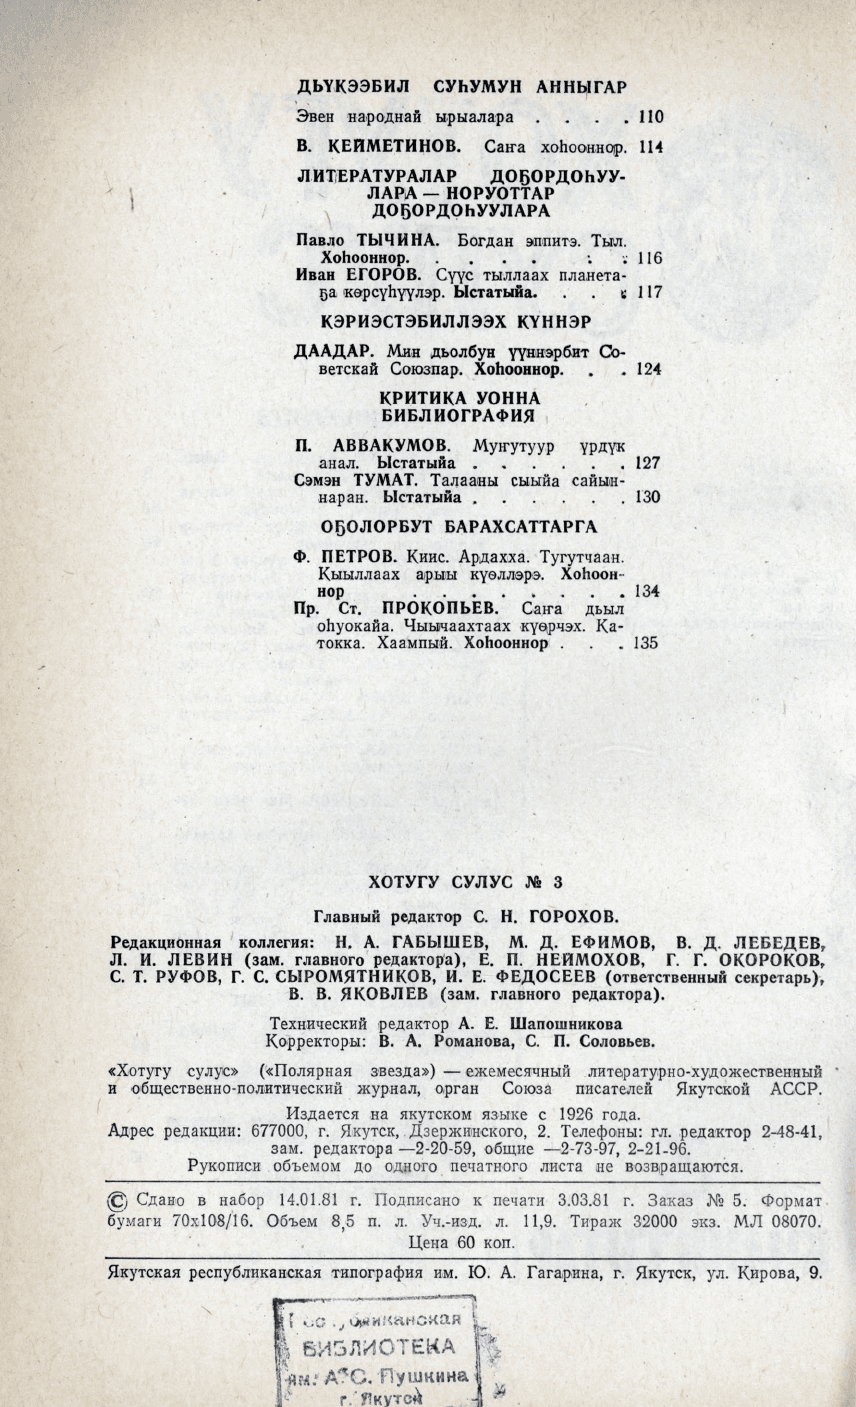 ДЬҮКЭЭБИЛ СУҺУМУН АННЫГАР
Эвен народнай ырыалара . . . . 110
В. КЕЙМЕТИНОВ. Саҥа хоһооннор. 114
ЛИТЕРАТУРАЛАР ДОҔОРДОҺУУ-
ЛАРА — НОРУОТТАР
ДОҔОРДОҺУУЛАРА
Павло ТЫЧИНА. Богдан эппитэ. Тыл.
Хоһооннор. . . . . . . 116
Иван ЕГОРОВ. Сүүс тыллаах планета-
ҕа көрсүһүүлэр. Ыстатыйа. . . . 117
КЭРИЭСТЭБИЛЛЭЭХ КҮННЭР
ДААДАР. Мин дьолбун үүннэрбит Со-
ветскай Союзпар. Хоһооннор. . . 124
КРИТИКА УОННА
БИБЛИОГРАФИЯ
П. АВВАКУМОВ. Муҥутуур үрдүк
анал. Ыстатыйа . . . . . . 127
Сэмэн ТУМАТ. Талааны сыыйа сайын-
наран. Ыстатыйа . . . . . . 130
ОҔОЛОРБУТ БАРАХСАТТАРГА
Ф. ПЕТРОВ. Киис. Ардахха. Тугутчаан.
Кыыллаах арыы күөллэрэ. Хоһоон-
нор . . . . . . . . 134
Пр. Ст. ПРОКОПЬЕВ. Саҥа дьыл
оһуокайа. Чыычаахтаах күөрчэх. Ка-
токка. Хаампый. Хоһооннор . . . 135
ХОТУГУ СУЛУС № 3
Главный редактор С. Н. ГОРОХОВ.
Редакционная коллегия: Н. А. ГАБЫШЕВ, М. Д. ЕФИМОВ, В. Д. ЛЕБЕДЕВ,
Л. И. ЛЕВИН (зам. главного редактора), Е. П. НЕЙМОХОВ, Г. Г. ОКОРОКОВ,
С. Т. РУФОВ, Г. С. СЫРОМЯТНИКОВ, И. Е. ФЕДОСЕЕВ (ответственный секретарь),
В. В. ЯКОВЛЕВ (зам. главного редактора).
Технический редактор А. Е. Шапошникова
Корректоры: В. А. Романова, С. П. Соловьев.
«Хотугу сулус» («Полярная звезда») — ежемесячный литературно-художественный
и общественно-политический журнал, орган Союза писателей Якутской АССР.
Издается на якутском языке с 1926 года.
Адрес редакции: 677000, г. Якутск, Дзержинского, 2. Телефоны: гл. редактор 2-48-41,
зам. редактора —2-20-59, общие —2-73-97, 2-21-96.
Рукописи объемом до одного печатного листа не возвращаются.
© Сдано в набор 14.01.81 г. Подписано к печати 3.03.81 г. Заказ № 5. Формат
бумаги 70х108/16. Объем 8,5 п. л. Уч.-изд. л. 11,9. Тираж 32000 экз. МЛ 08070.
Цена 60 коп.
Якутская республиканская типография им. Ю. А. Гагарина, г. Якутск, ул. Кирова, 9.
БИБЛИОТЕКА
им. А. С. Пушкина
г. Якутск